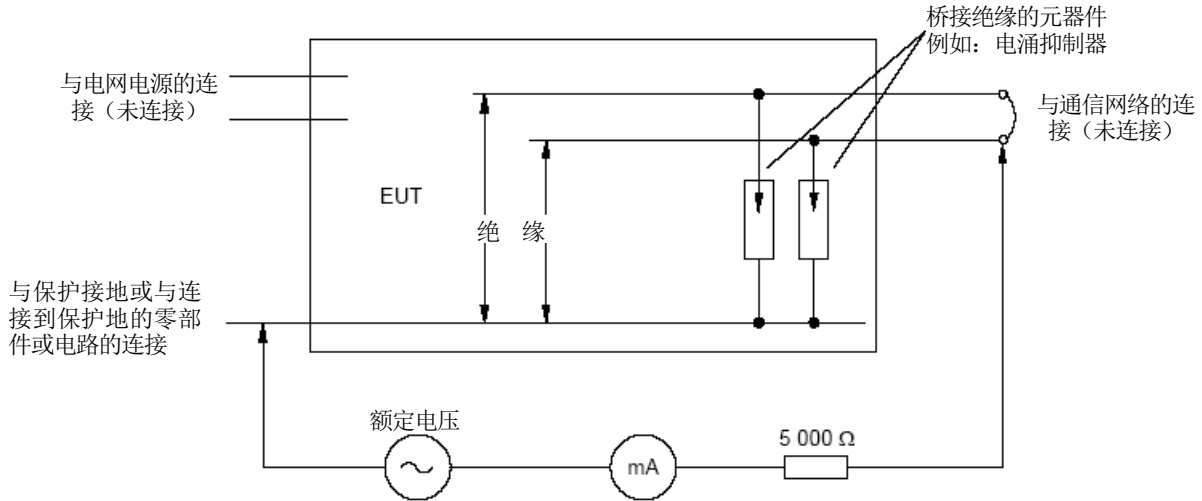 桥接绝缘的元器件
例如：电涌抑制器
与电网电源的连
接（未连接）
与通信网络的连
接（未连接）
EUT
绝 缘
与保护接地或与连
接到保护地的零部
件或电路的连接
额定电压
5 000 Ω
mA